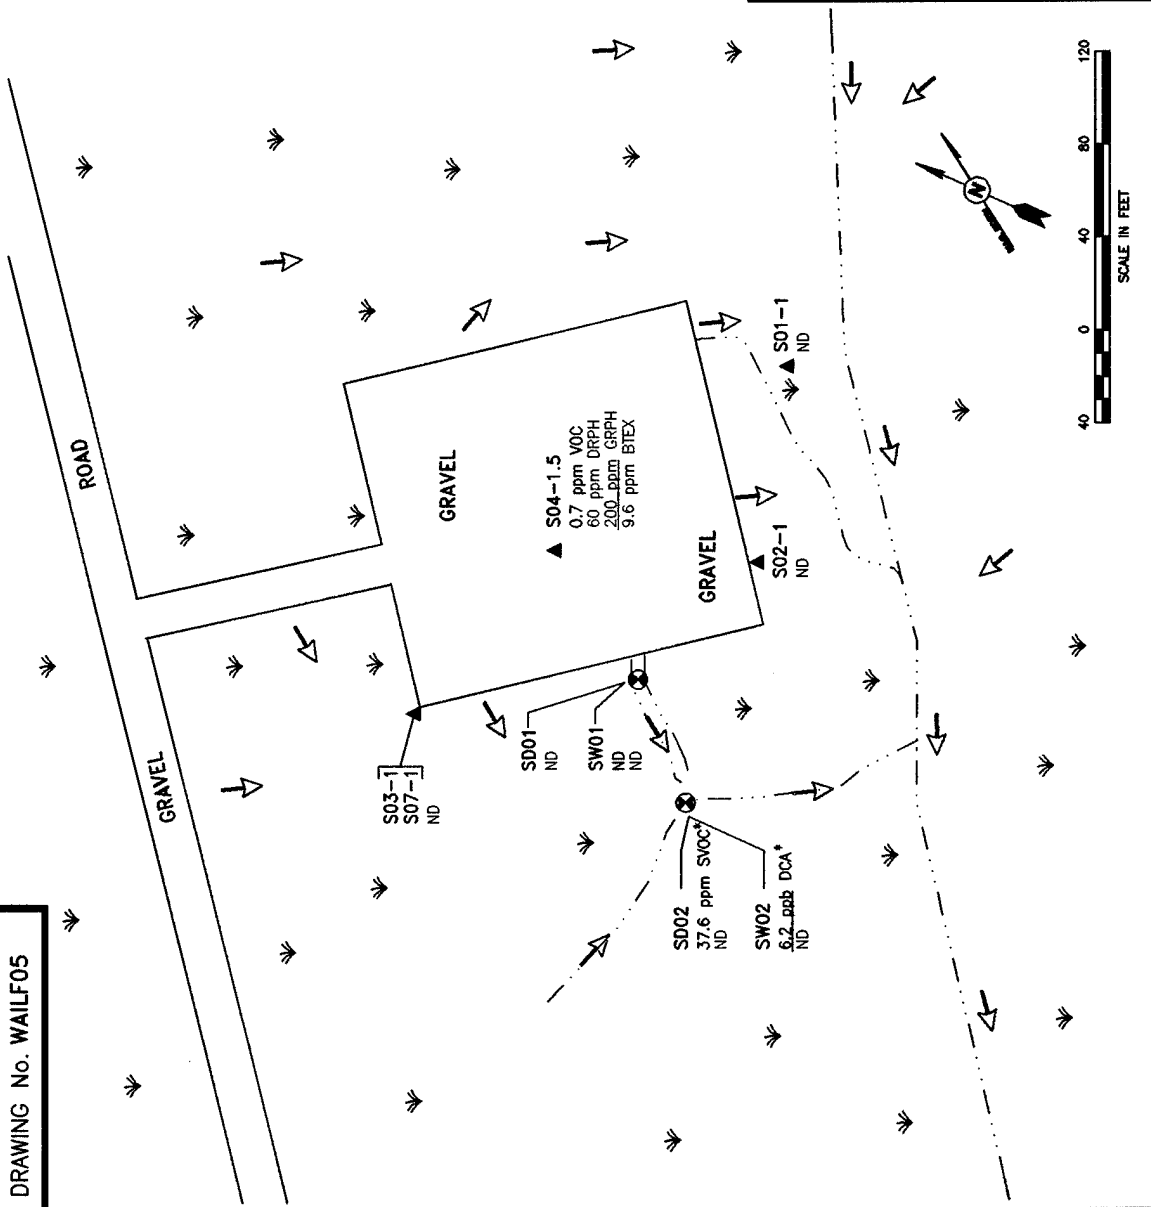 DRAWING No. WAILF05
ROAD
GRAVEL
GRAVEL
S04-1.5
0.7 ppm VOC
60 ppm DRPH
200 ppm GRPH
9.6 ppm BTEX
GRAVEL
S01-1
ND
S02-1
ND
S03-1
S07-1
ND
SD01
ND
SW01
ND
ND
SD02
37.6 ppm SVOC*
ND
SW02
6.2 ppb DCA*
ND
N
40 0 40 80 120
SCALE IN FEET